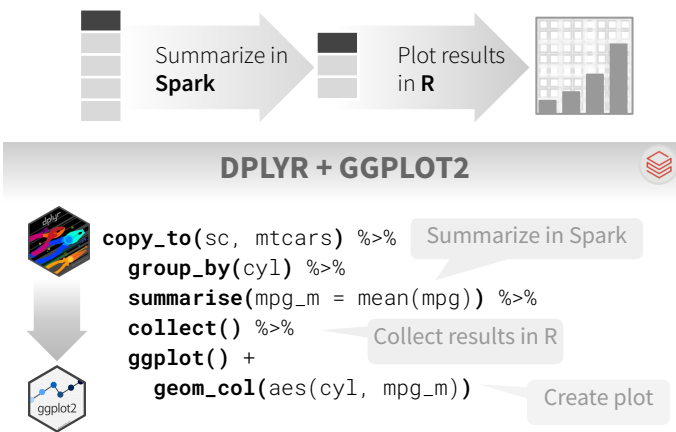 Summarize in
Spark
Plot results
in R
DPLYR + GGPLOT2
dplyr
copy_to(sc, mtcars) %>%
Summarize in Spark
group_by(cyl) %>%
summarise(mpg_m = mean(mpg)) %>%
collect() %>%
Collect results in R
ggplot() +
geom_col(aes(cyl, mpg_m))
Create plot
ggplot2